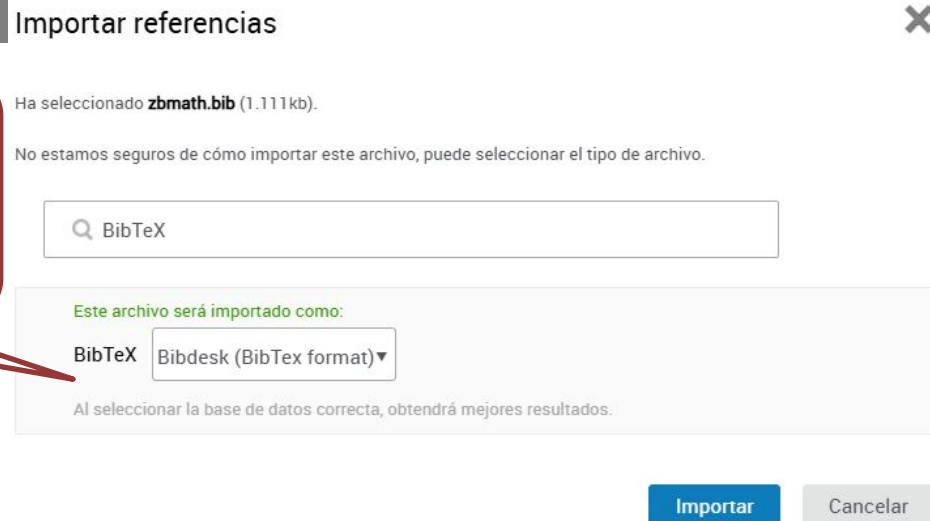 Importar referencias
Ha seleccionado zbmath.bib (1.111kb).
No estamos seguros de cómo importar este archivo, puede seleccionar el tipo de archivo.
BibTeX
Este archivo será importado como:
BibTeX Bibdesk (BibTex format)
Al seleccionar la base de datos correcta, obtendrá mejores resultados.
Importar Cancelar